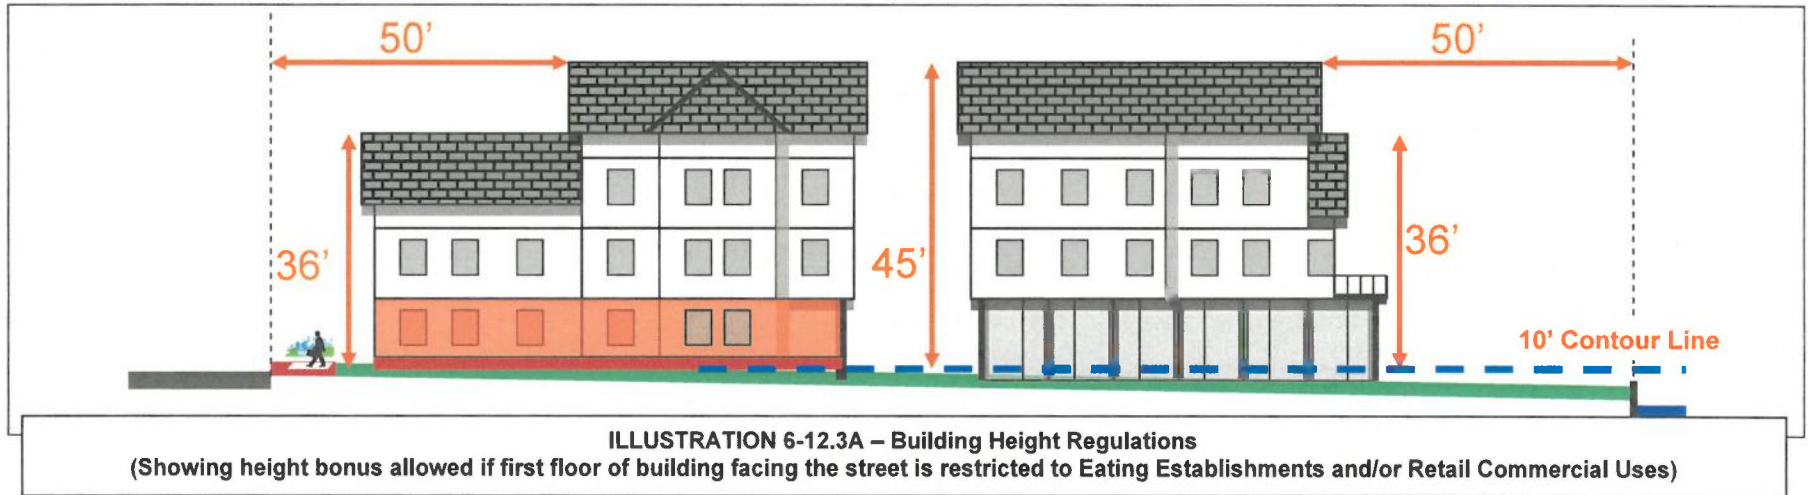 50’
50’
36’
45’
36’
10’ Contour Line
ILLUSTRATION 6-12.3A – Building Height Regulations
(Showing height bonus allowed if first floor of building facing the street is restricted to Eating Establishments and/or Retail Commercial Uses)